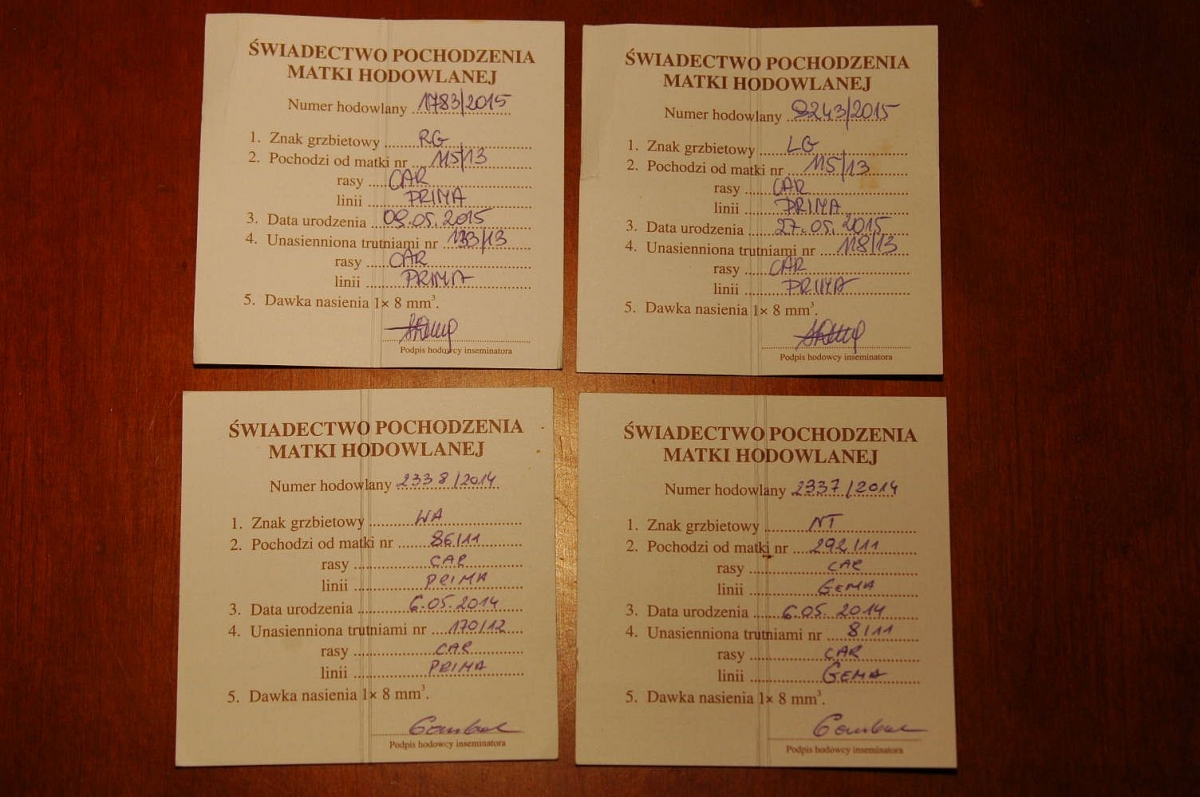 ŚWIADECTWO POCHODZENIA
MATKI HODOWLANEJ
Numer hodowlany 1783/2015
1. Znak grzbietowy RG
2. Pochodzi od matki nr 115/13
rasy CAR
linii PRIMA
3. Data urodzenia 09.05.2015
4. Unasienniona trutniami nr 133/13
rasy CAR
linii PRIMA
5. Dawka nasienia 1× 8 mm³.
Podpis hodowcy inseminatora
ŚWIADECTWO POCHODZENIA
MATKI HODOWLANEJ
Numer hodowlany 2243/2015
1. Znak grzbietowy LG
2. Pochodzi od matki nr 115/13
rasy CAR
linii PRIMA
3. Data urodzenia 27.05.2015
4. Unasienniona trutniami nr 118/13
rasy CAR
linii PRIMA
5. Dawka nasienia 1× 8 mm³.
Podpis hodowcy inseminatora
ŚWIADECTWO POCHODZENIA
MATKI HODOWLANEJ
Numer hodowlany 2338/2014
1. Znak grzbietowy WA
2. Pochodzi od matki nr 86/11
rasy CAR
linii PRIMA
3. Data urodzenia 6.05.2014
4. Unasienniona trutniami nr 170/12
rasy CAR
linii PRIMA
5. Dawka nasienia 1× 8 mm³.
Podpis hodowcy inseminatora
ŚWIADECTWO POCHODZENIA
MATKI HODOWLANEJ
Numer hodowlany 2337/2014
1. Znak grzbietowy NT
2. Pochodzi od matki nr 292/11
rasy CAR
linii GEMA
3. Data urodzenia 6.05.2014
4. Unasienniona trutniami nr 8/11
rasy CAR
linii GEMA
5. Dawka nasienia 1× 8 mm³.
Podpis hodowcy inseminatora